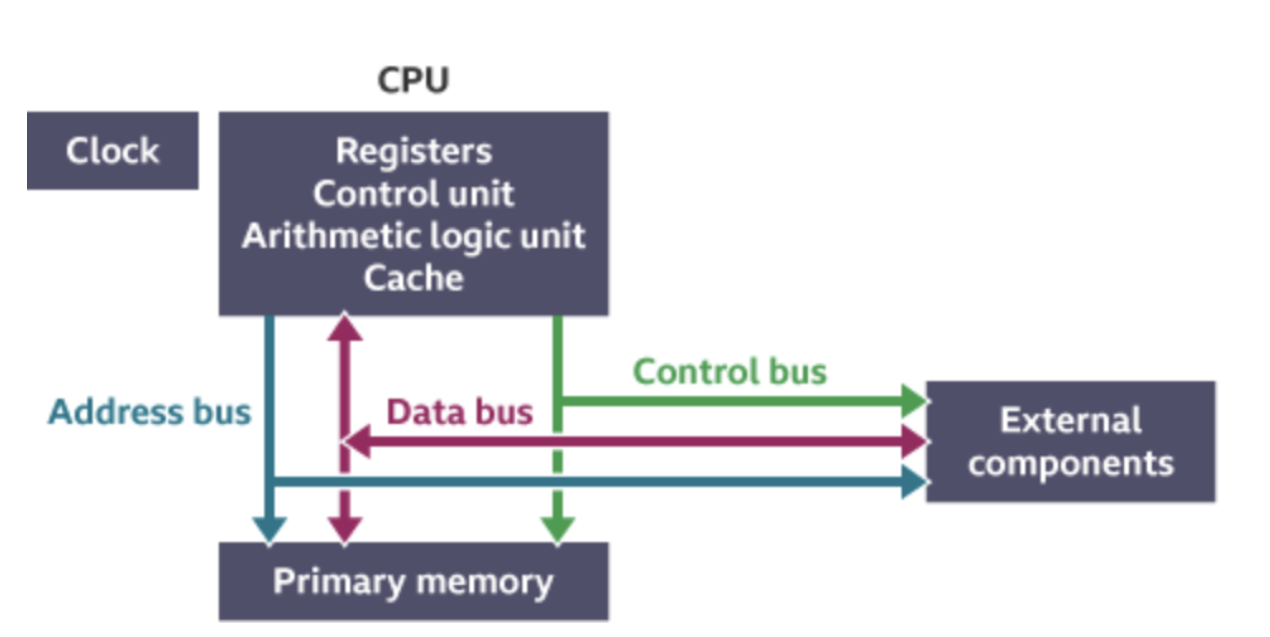 CPU
Clock
Registers
Control unit
Arithmetic logic unit
Cache
Control bus
Address bus
Data bus
External
components
Primary memory